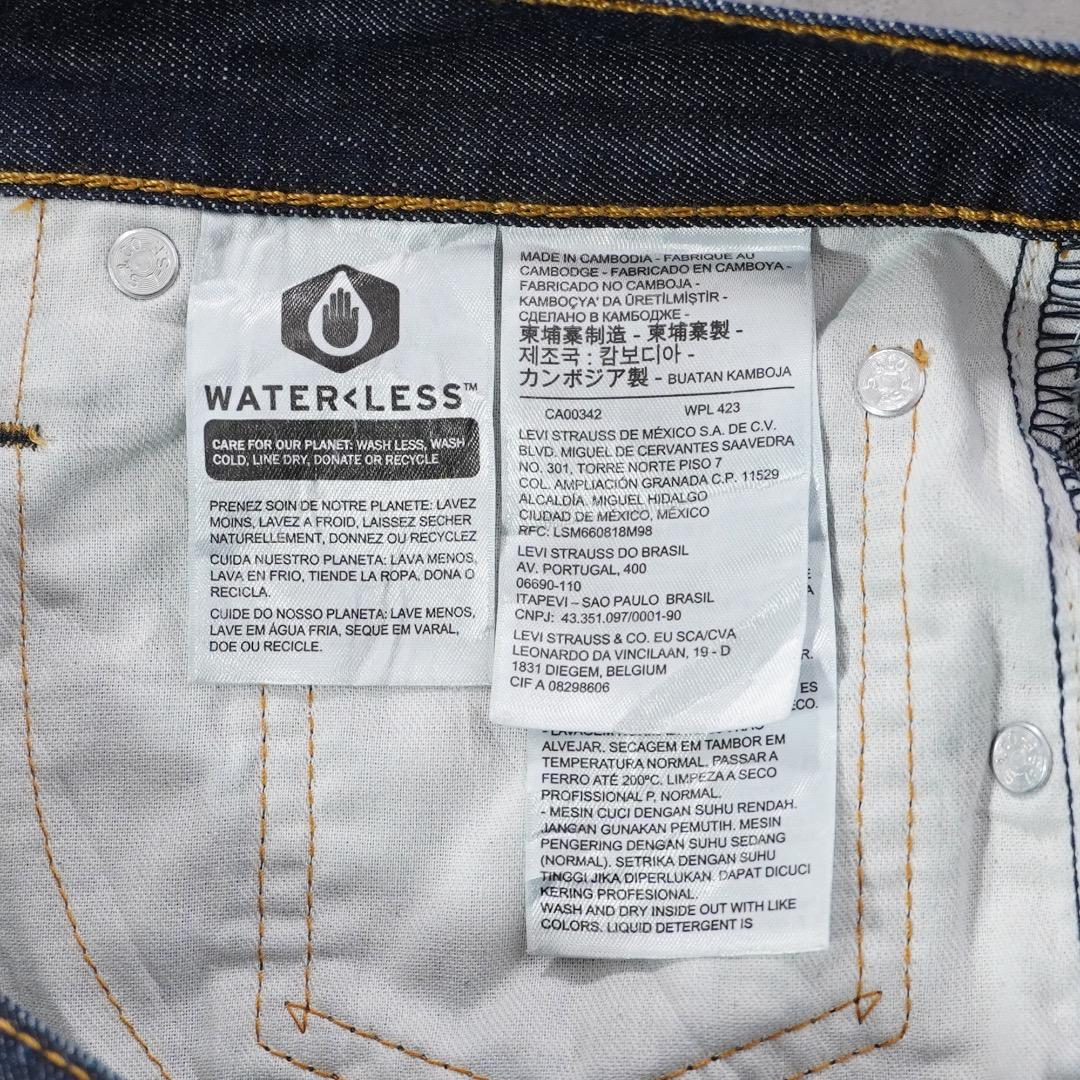 WATER<LESS™
CARE FOR OUR PLANET: WASH LESS, WASH
COLD, LINE DRY, DONATE OR RECYCLE
PRENEZ SOIN DE NOTRE PLANETE: LAVEZ
MOINS, LAVEZ A FROID, LAISSEZ SECHER
NATURELLEMENT, DONNEZ OU RECYCLEZ
CUIDA NUESTRO PLANETA: LAVA MENOS,
LAVA EN FRIO, TIENDE LA ROPA, DONA O
RECICLA.
CUIDE DO NOSSO PLANETA: LAVE MENOS,
LAVE EM ÁGUA FRIA, SEQUE EM VARAL,
DOE OU RECICLE.
MADE IN CAMBODIA - FABRIQUE AU
CAMBODGE - FABRICADO EN CAMBOYA -
FABRICADO NO CAMBOJA -
KAMBOÇYA' DA ÜRETİLMİŞTİR -
СДЕЛАНО В КАМБОДЖЕ -
柬埔寨制造 - 柬埔寨製 -
제조국 : 캄보디아 -
カンボジア製 - BUATAN KAMBOJA
CA00342 WPL 423
LEVI STRAUSS DE MÉXICO S.A. DE C.V.
BLVD. MIGUEL DE CERVANTES SAAVEDRA
NO. 301, TORRE NORTE PISO 7
COL. AMPLIACIÓN GRANADA C.P. 11529
ALCALDÍA. MIGUEL HIDALGO
CIUDAD DE MÉXICO, MÉXICO
RFC: LSM660818M98
LEVI STRAUSS DO BRASIL
AV. PORTUGAL, 400
06690-110
ITAPEVI – SAO PAULO BRASIL
CNPJ: 43.351.097/0001-90
LEVI STRAUSS & CO. EU SCA/CVA
LEONARDO DA VINCILAAN, 19 - D
1831 DIEGEM, BELGIUM
CIF A 08298606
ALVEJAR. SECAGEM EM TAMBOR EM
TEMPERATURA NORMAL. PASSAR A
FERRO ATÉ 200ºC. LIMPEZA A SECO
PROFISSIONAL P, NORMAL.
- MESIN CUCI DENGAN SUHU RENDAH.
JANGAN GUNAKAN PEMUTIH. MESIN
PENGERING DENGAN SUHU SEDANG
(NORMAL). SETRIKA DENGAN SUHU
TINGGI JIKA DIPERLUKAN. DAPAT DICUCI
KERING PROFESIONAL.
WASH AND DRY INSIDE OUT WITH LIKE
COLORS. LIQUID DETERGENT IS